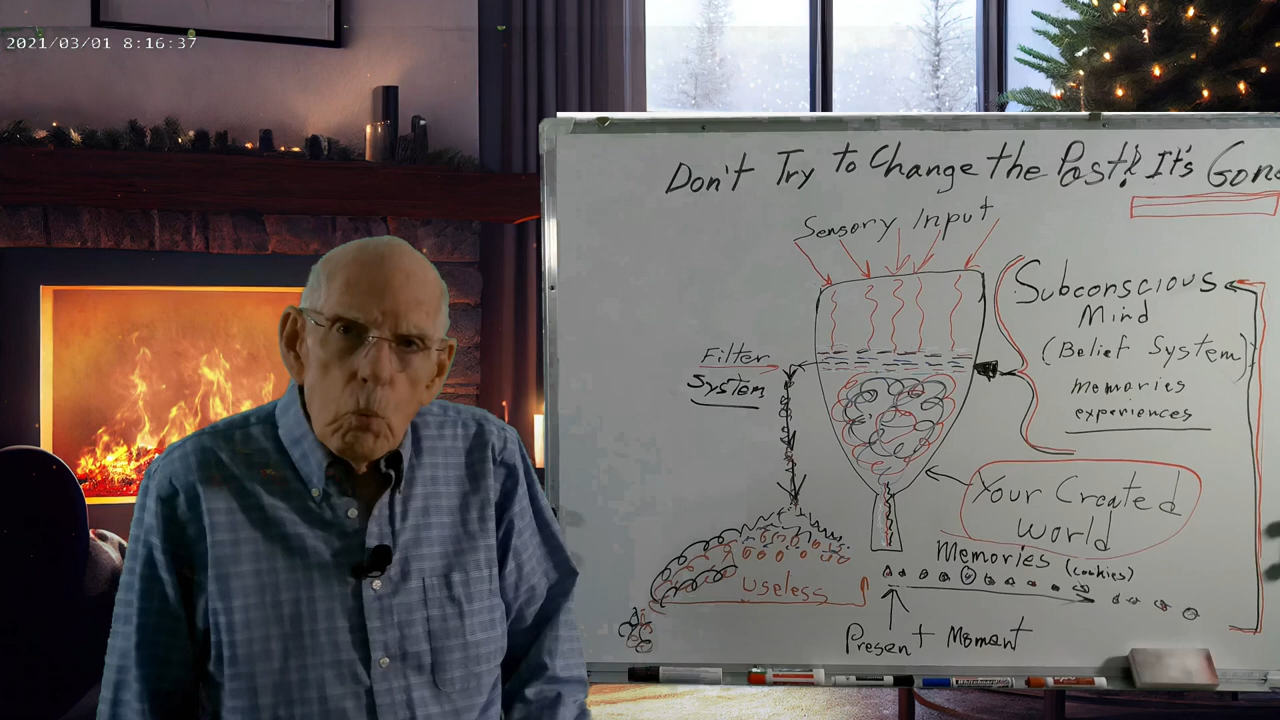 2021/03/01 8:16:37
Don't Try to Change the Past! It's Gone
Sensory Input
Subconscious
Mind
(Belief System)
memories
experiences
Filter
System
Your Created
World
Memories (cookies)
Useless
Present Moment